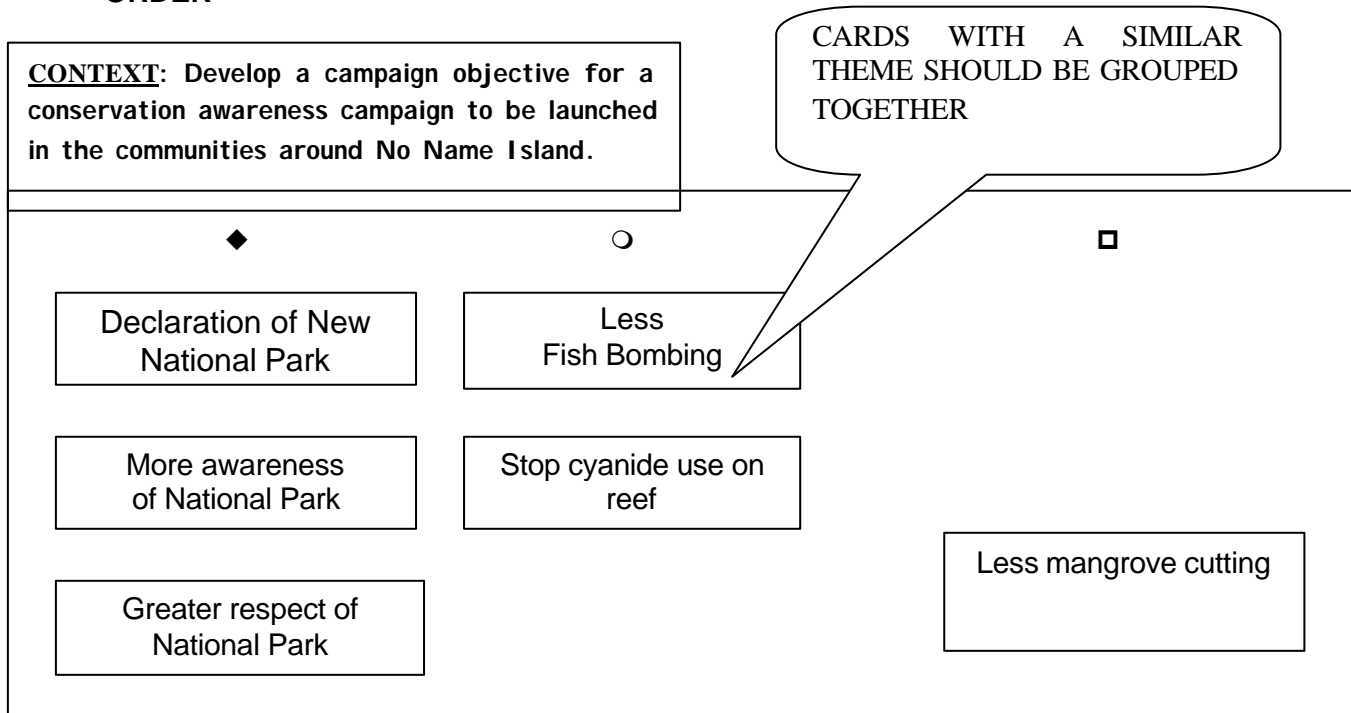 ORDER
CARDS WITH A SIMILAR
THEME SHOULD BE GROUPED
TOGETHER
CONTEXT: Develop a campaign objective for a
conservation awareness campaign to be launched
in the communities around No Name Island.
Declaration of New
National Park
Less
Fish Bombing
More awareness
of National Park
Stop cyanide use on
reef
Less mangrove cutting
Greater respect of
National Park